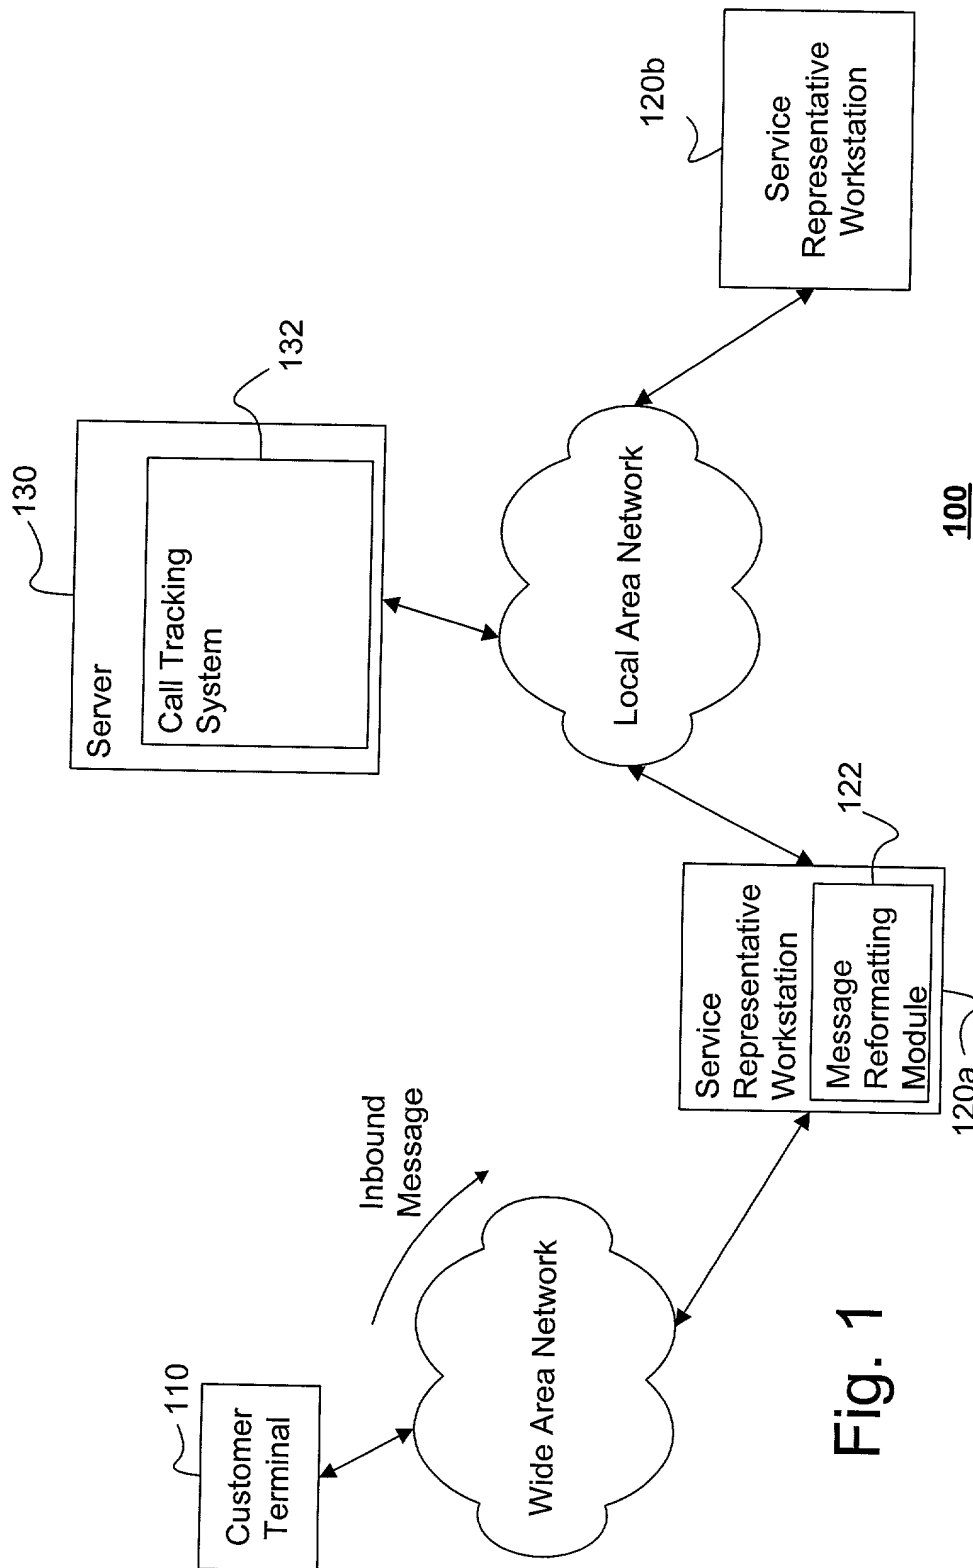 130
Server
Call Tracking
System
132
110
Customer
Terminal
Inbound
Message
Wide Area Network
Local Area Network
120b
Service
Representative
Workstation
Service
Representative
Workstation
Message
Reformatting
Module
122
120a
100
Fig. 1